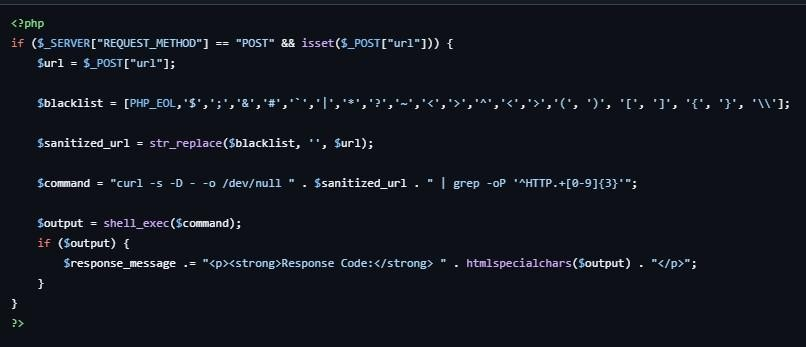 <?php
if ($_SERVER["REQUEST_METHOD"] == "POST" && isset($_POST["url"])) {
    $url = $_POST["url"];

    $blacklist = [PHP_EOL,'$',';','&','#','`','|','*','?','~','<','>','^','<','>','(', ')', '[', ']', '{', '}', '\\'];

    $sanitized_url = str_replace($blacklist, '', $url);

    $command = "curl -s -D - -o /dev/null " . $sanitized_url . " | grep -oP '^HTTP.+[0-9]{3}'";

    $output = shell_exec($command);
    if ($output) {
        $response_message .= "<p><strong>Response Code:</strong> " . htmlspecialchars($output) . "</p>";
    }
}
?>